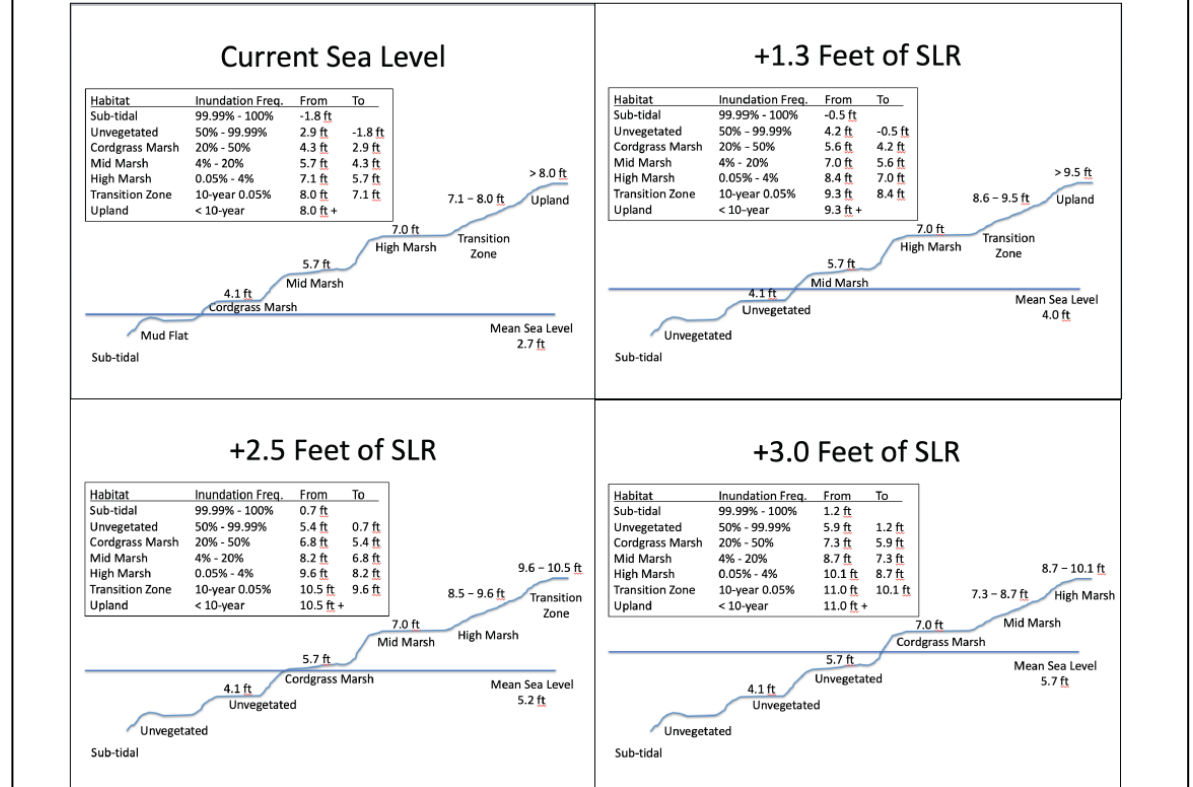 Current Sea Level
Habitat Inundation Freq. From To
Sub-tidal 99.99% - 100% -1.8 ft
Unvegetated 50% - 99.99% 2.9 ft -1.8 ft
Cordgrass Marsh 20% - 50% 4.3 ft 2.9 ft
Mid Marsh 4% - 20% 5.7 ft 4.3 ft
High Marsh 0.05% - 4% 7.1 ft 5.7 ft
Transition Zone 10-year 0.05% 8.0 ft 7.1 ft
Upland < 10-year 8.0 ft +
> 8.0 ft
7.1 – 8.0 ft Upland
7.0 ft
High Marsh Transition
Zone
5.7 ft
Mid Marsh
4.1 ft
Cordgrass Marsh
Mud Flat
Mean Sea Level
2.7 ft
Sub-tidal
+1.3 Feet of SLR
Habitat Inundation Freq. From To
Sub-tidal 99.99% - 100% -0.5 ft
Unvegetated 50% - 99.99% 4.2 ft -0.5 ft
Cordgrass Marsh 20% - 50% 5.6 ft 4.2 ft
Mid Marsh 4% - 20% 7.0 ft 5.6 ft
High Marsh 0.05% - 4% 8.4 ft 7.0 ft
Transition Zone 10-year 0.05% 9.3 ft 8.4 ft
Upland < 10-year 9.3 ft +
> 9.5 ft
8.6 – 9.5 ft Upland
7.0 ft
High Marsh Transition
Zone
5.7 ft
Mid Marsh
4.1 ft
Unvegetated
Mean Sea Level
4.0 ft
Unvegetated
Sub-tidal
+2.5 Feet of SLR
Habitat Inundation Freq. From To
Sub-tidal 99.99% - 100% 0.7 ft
Unvegetated 50% - 99.99% 5.4 ft 0.7 ft
Cordgrass Marsh 20% - 50% 6.8 ft 5.4 ft
Mid Marsh 4% - 20% 8.2 ft 6.8 ft
High Marsh 0.05% - 4% 9.6 ft 8.2 ft
Transition Zone 10-year 0.05% 10.5 ft 9.6 ft
Upland < 10-year 10.5 ft +
9.6 – 10.5 ft
8.5 – 9.6 ft Transition
Zone
7.0 ft
Mid Marsh High Marsh
5.7 ft
Cordgrass Marsh
4.1 ft
Unvegetated
Mean Sea Level
5.2 ft
Unvegetated
Sub-tidal
+3.0 Feet of SLR
Habitat Inundation Freq. From To
Sub-tidal 99.99% - 100% 1.2 ft
Unvegetated 50% - 99.99% 5.9 ft 1.2 ft
Cordgrass Marsh 20% - 50% 7.3 ft 5.9 ft
Mid Marsh 4% - 20% 8.7 ft 7.3 ft
High Marsh 0.05% - 4% 10.1 ft 8.7 ft
Transition Zone 10-year 0.05% 11.0 ft 10.1 ft
Upland < 10-year 11.0 ft +
8.7 – 10.1 ft
7.3 – 8.7 ft High Marsh
7.0 ft Mid Marsh
Cordgrass Marsh
5.7 ft
Unvegetated
4.1 ft
Unvegetated
Mean Sea Level
5.7 ft
Unvegetated
Sub-tidal